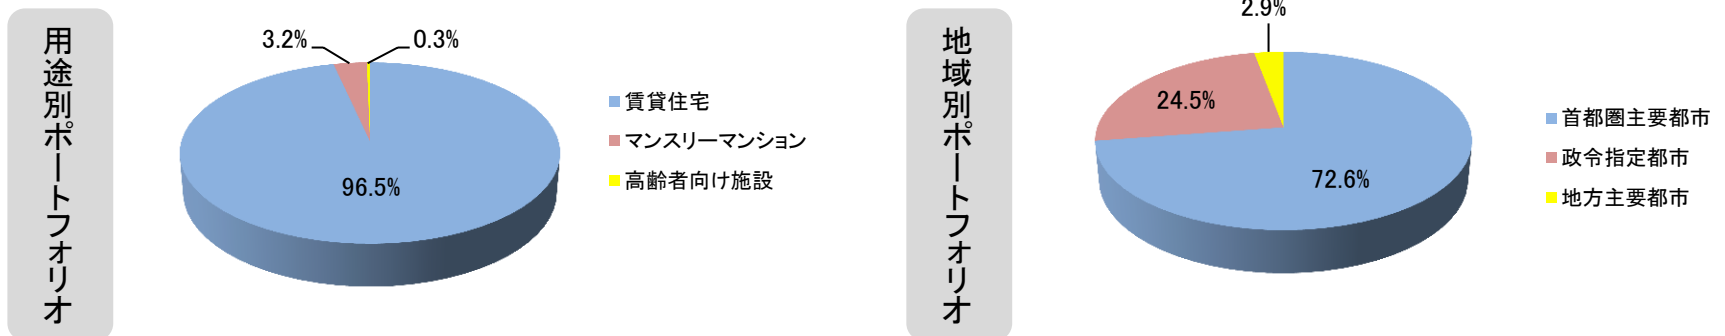 用途別ポートフォリオ
3.2%
0.3%
96.5%
賃貸住宅
マンスリーマンション
高齢者向け施設
地域別ポートフォリオ
2.9%
24.5%
72.6%
首都圏主要都市
政令指定都市
地方主要都市